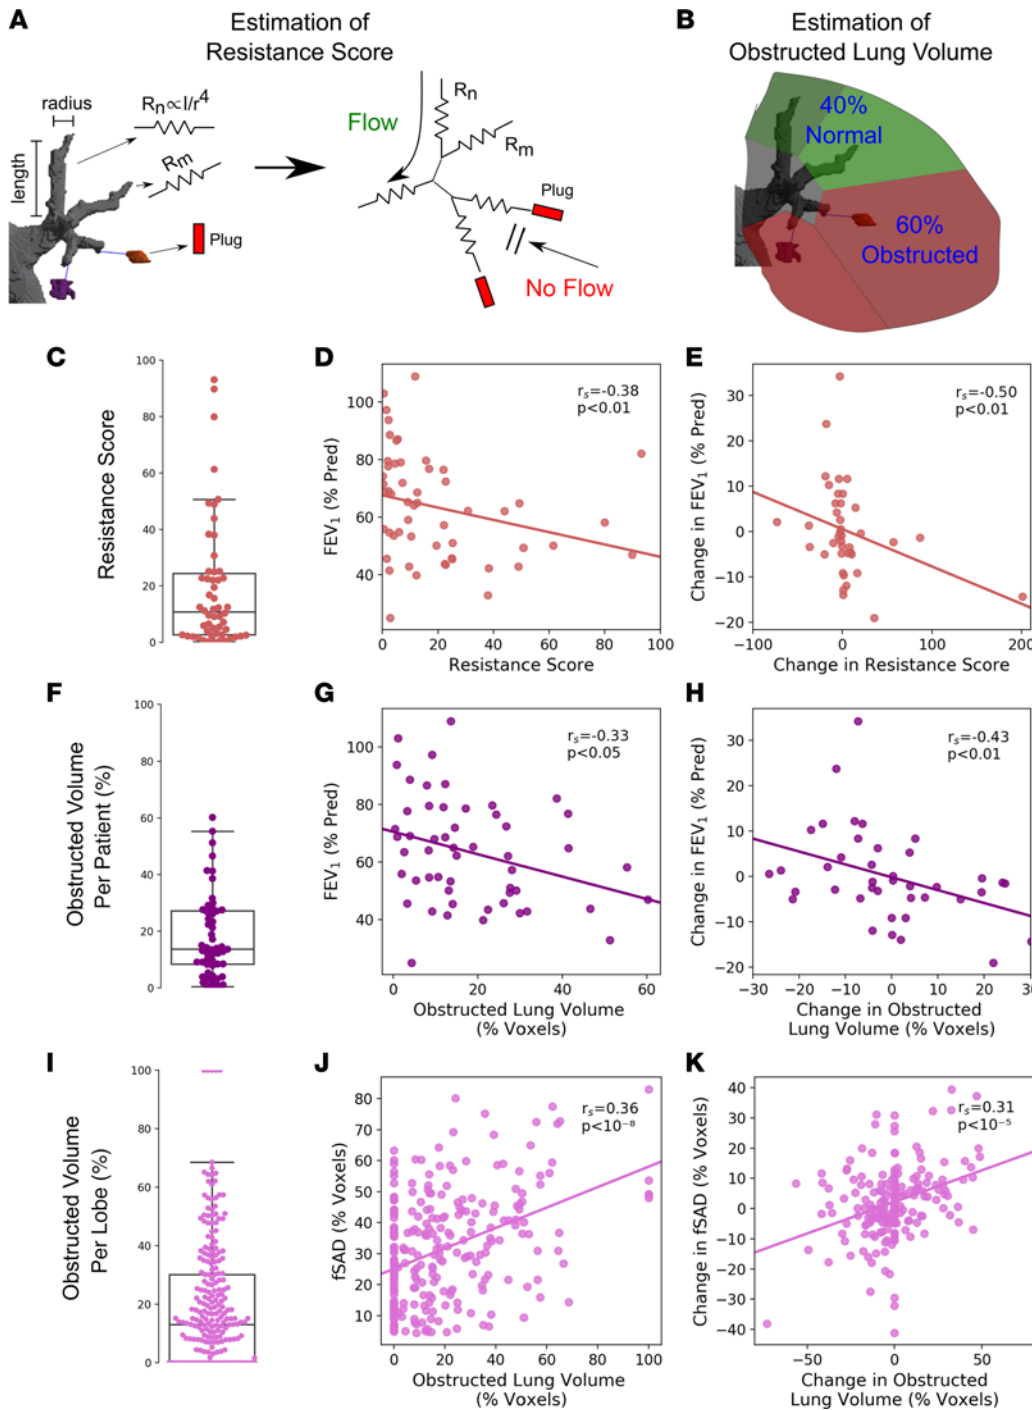 A
Estimation of
Resistance Score
radius
Rn∝l/r⁴
length
Rm
Plug
Flow
Rn
Rm
Plug
No Flow
B
Estimation of
Obstructed Lung Volume
40%
Normal
60%
Obstructed
C
Resistance Score
100
80
60
40
20
0
D
FEV₁ (% Pred)
100
80
60
40
rₛ=-0.38
p<0.01
0 20 40 60 80 100
Resistance Score
E
Change in FEV₁ (% Pred)
30
20
10
0
−10
−20
rₛ=-0.50
p<0.01
−100 0 100 200
Change in Resistance Score
F
Obstructed Volume
Per Patient (%)
100
80
60
40
20
0
G
FEV₁ (% Pred)
100
80
60
40
rₛ=-0.33
p<0.05
0 20 40 60
Obstructed Lung Volume
(% Voxels)
H
Change in FEV₁ (% Pred)
30
20
10
0
−10
−20
rₛ=-0.43
p<0.01
−30 −20 −10 0 10 20 30
Change in Obstructed
Lung Volume (% Voxels)
I
Obstructed Volume
Per Lobe (%)
100
80
60
40
20
0
J
fSAD (% Voxels)
80
70
60
50
40
30
20
10
rₛ=0.36
p<10⁻⁸
0 20 40 60 80 100
Obstructed Lung Volume
(% Voxels)
K
Change in fSAD (% Voxels)
40
30
20
10
0
−10
−20
−30
−40
rₛ=0.31
p<10⁻⁵
−50 0 50
Change in Obstructed
Lung Volume (% Voxels)